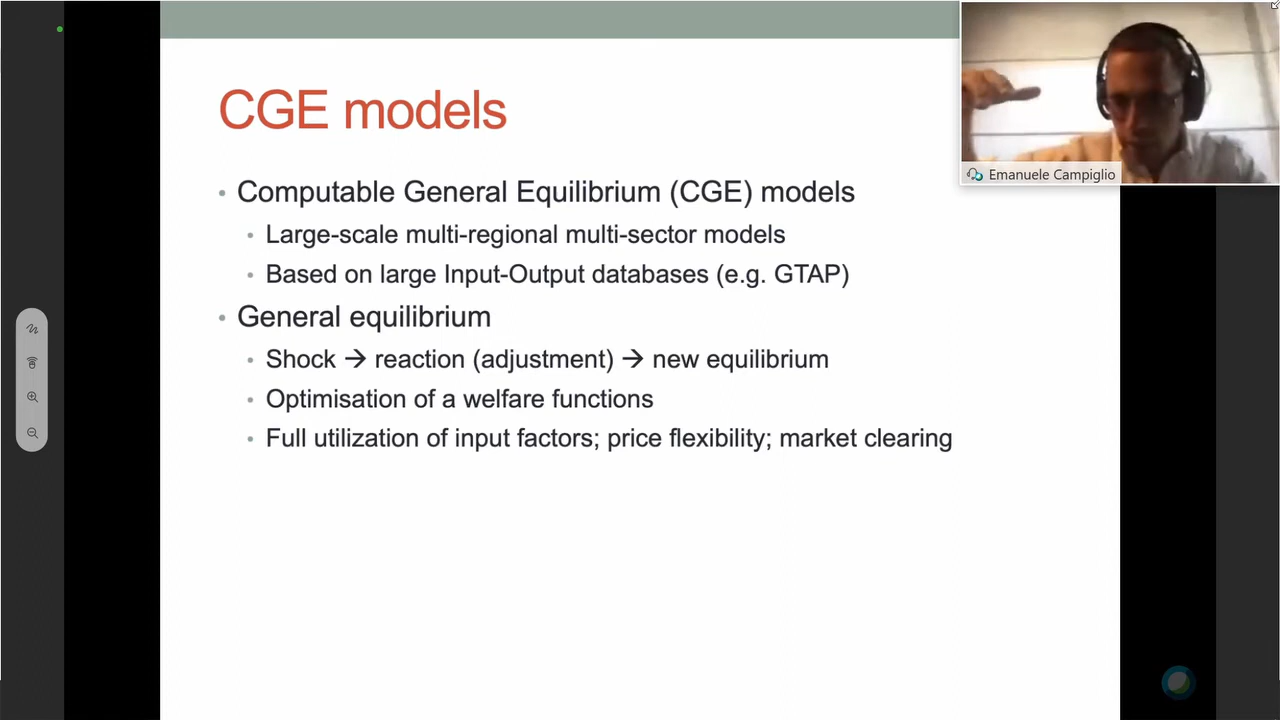 CGE models
• Computable General Equilibrium (CGE) models
• Large-scale multi-regional multi-sector models
• Based on large Input-Output databases (e.g. GTAP)
• General equilibrium
• Shock → reaction (adjustment) → new equilibrium
• Optimisation of a welfare functions
• Full utilization of input factors; price flexibility; market clearing
Emanuele Campiglio